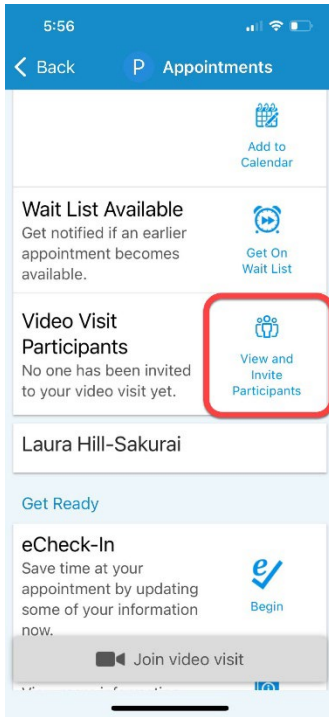 5:56
Back
P
Appointments
Add to
Calendar
Wait List Available
Get notified if an earlier
appointment becomes
available.
Get On
Wait List
Video Visit
Participants
No one has been invited
to your video visit yet.
View and
Invite
Participants
Laura Hill-Sakurai
Get Ready
eCheck-In
Save time at your
appointment by updating
some of your information
now.
Begin
Join video visit